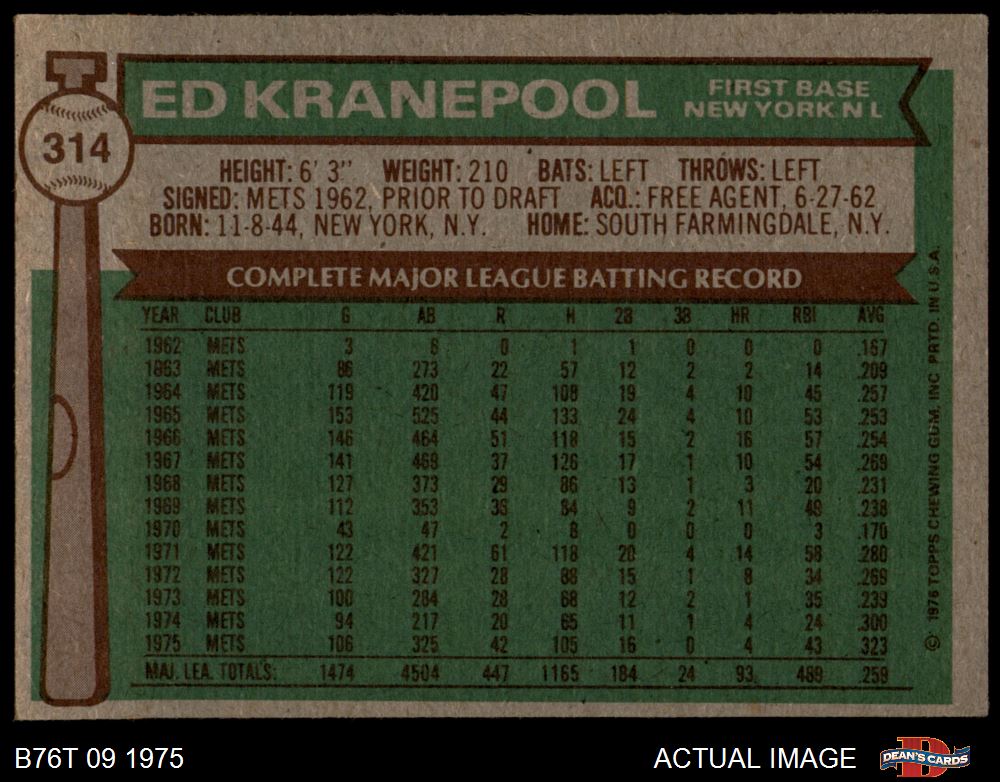 ED KRANEPOOL
FIRST BASE
NEW YORK N L
314
HEIGHT: 6' 3" WEIGHT: 210 BATS: LEFT THROWS: LEFT
SIGNED: METS 1962, PRIOR TO DRAFT ACQ.: FREE AGENT, 6-27-62
BORN: 11-8-44, NEW YORK, N.Y. HOME: SOUTH FARMINGDALE, N.Y.
COMPLETE MAJOR LEAGUE BATTING RECORD
YEAR CLUB G AB R H 2B 3B HR RBI AVG
1962 METS 3 6 0 1 1 0 0 0 .167
1963 METS 86 273 22 57 12 2 2 14 .209
1964 METS 119 420 47 108 19 4 10 45 .257
1965 METS 153 525 44 133 24 4 10 53 .253
1966 METS 146 464 51 118 15 2 16 57 .254
1967 METS 141 469 37 126 17 1 10 54 .269
1968 METS 127 373 29 86 13 1 3 20 .231
1969 METS 112 353 36 84 9 2 11 49 .238
1970 METS 43 47 2 8 0 0 0 3 .170
1971 METS 122 421 61 118 20 4 14 58 .280
1972 METS 122 327 28 88 15 1 8 34 .269
1973 METS 100 284 28 68 12 2 1 35 .239
1974 METS 94 217 20 65 11 1 4 24 .300
1975 METS 106 325 42 105 16 0 4 43 .323
MAJ. LEA. TOTALS: 1474 4504 447 1165 184 24 93 489 .259
© 1976 TOPPS CHEWING GUM, INC PRTD. IN U.S.A.
B76T 09 1975
ACTUAL IMAGE
D
DEAN'S CARDS